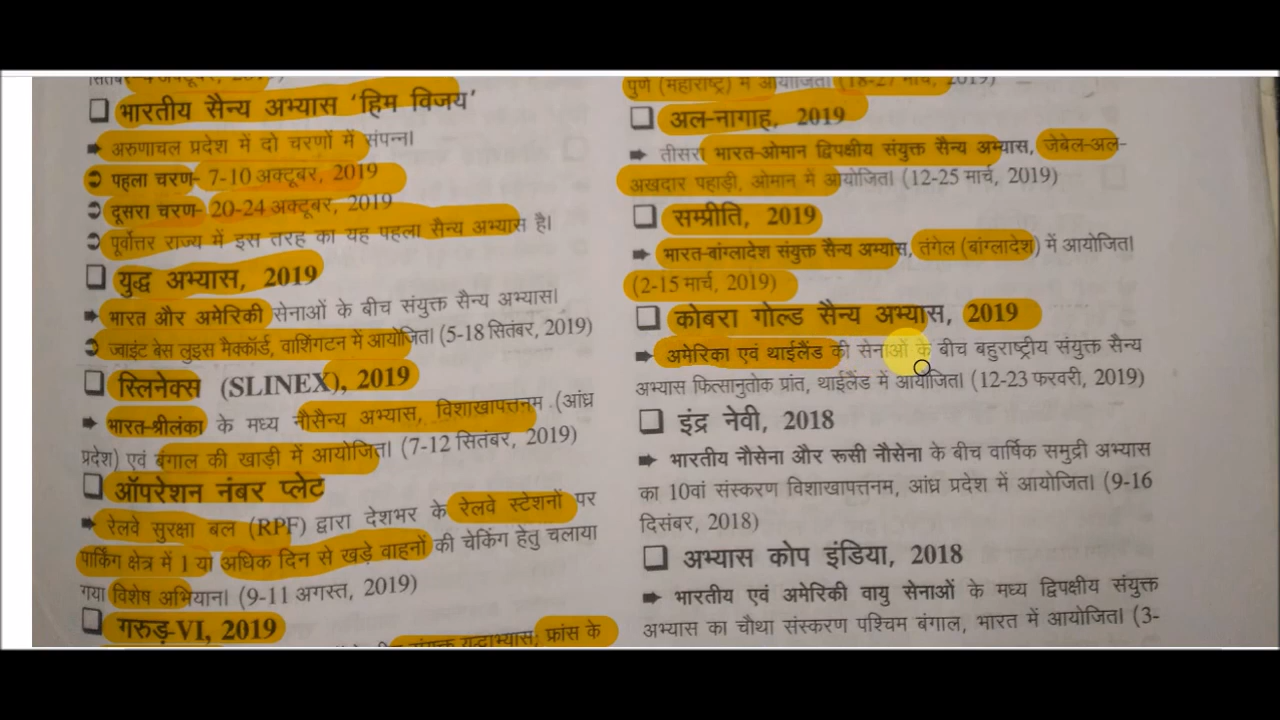 भारतीय सैन्य अभ्यास 'हिम विजय'
अरुणाचल प्रदेश में दो चरणों में संपन्न।
पहला चरण- 7-10 अक्टूबर, 2019
दूसरा चरण- 20-24 अक्टूबर, 2019
पूर्वोत्तर राज्य में इस तरह का यह पहला सैन्य अभ्यास है।
युद्ध अभ्यास, 2019
भारत और अमेरिकी सेनाओं के बीच संयुक्त सैन्य अभ्यास।
ज्वाइंट बेस लुइस मैक्कॉर्ड, वाशिंगटन में आयोजित। (5-18 सितंबर, 2019)
स्लिनेक्स (SLINEX), 2019
भारत-श्रीलंका के मध्य नौसैन्य अभ्यास, विशाखापत्तनम (आंध्र
प्रदेश) एवं बंगाल की खाड़ी में आयोजित। (7-12 सितंबर, 2019)
ऑपरेशन नंबर प्लेट
रेलवे सुरक्षा बल (RPF) द्वारा देशभर के रेलवे स्टेशनों पर
पार्किंग क्षेत्र में 1 या अधिक दिन से खड़े वाहनों की चेकिंग हेतु चलाया
गया विशेष अभियान। (9-11 अगस्त, 2019)
गरुड़-VI, 2019
संयुक्त युद्धाभ्यास; फ्रांस के
पुणे (महाराष्ट्र) में आयोजित। (18-27 मार्च, 2019)
अल-नागाह, 2019
तीसरा भारत-ओमान द्विपक्षीय संयुक्त सैन्य अभ्यास, जेबेल-अल-
अखदार पहाड़ी, ओमान में आयोजित। (12-25 मार्च, 2019)
सम्प्रीति, 2019
भारत-बांग्लादेश संयुक्त सैन्य अभ्यास, तंगेल (बांग्लादेश) में आयोजित।
(2-15 मार्च, 2019)
कोबरा गोल्ड सैन्य अभ्यास, 2019
अमेरिका एवं थाईलैंड की सेनाओं के बीच बहुराष्ट्रीय संयुक्त सैन्य
अभ्यास फित्सानुतोक प्रांत, थाईलैंड में आयोजित। (12-23 फरवरी, 2019)
इंद्र नेवी, 2018
भारतीय नौसेना और रूसी नौसेना के बीच वार्षिक समुद्री अभ्यास
का 10वां संस्करण विशाखापत्तनम, आंध्र प्रदेश में आयोजित। (9-16
दिसंबर, 2018)
अभ्यास कोप इंडिया, 2018
भारतीय एवं अमेरिकी वायु सेनाओं के मध्य द्विपक्षीय संयुक्त
अभ्यास का चौथा संस्करण पश्चिम बंगाल, भारत में आयोजित। (3-